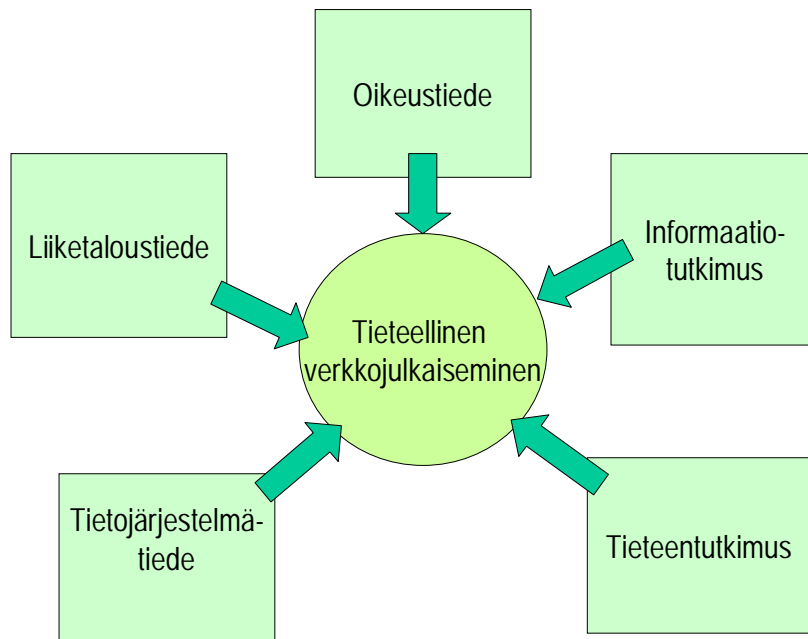 Oikeustiede
Liiketaloustiede
Informaatio-
tutkimus
Tieteellinen
verkkojulkaiseminen
Tietojärjestelmä-
tiede
Tieteentutkimus